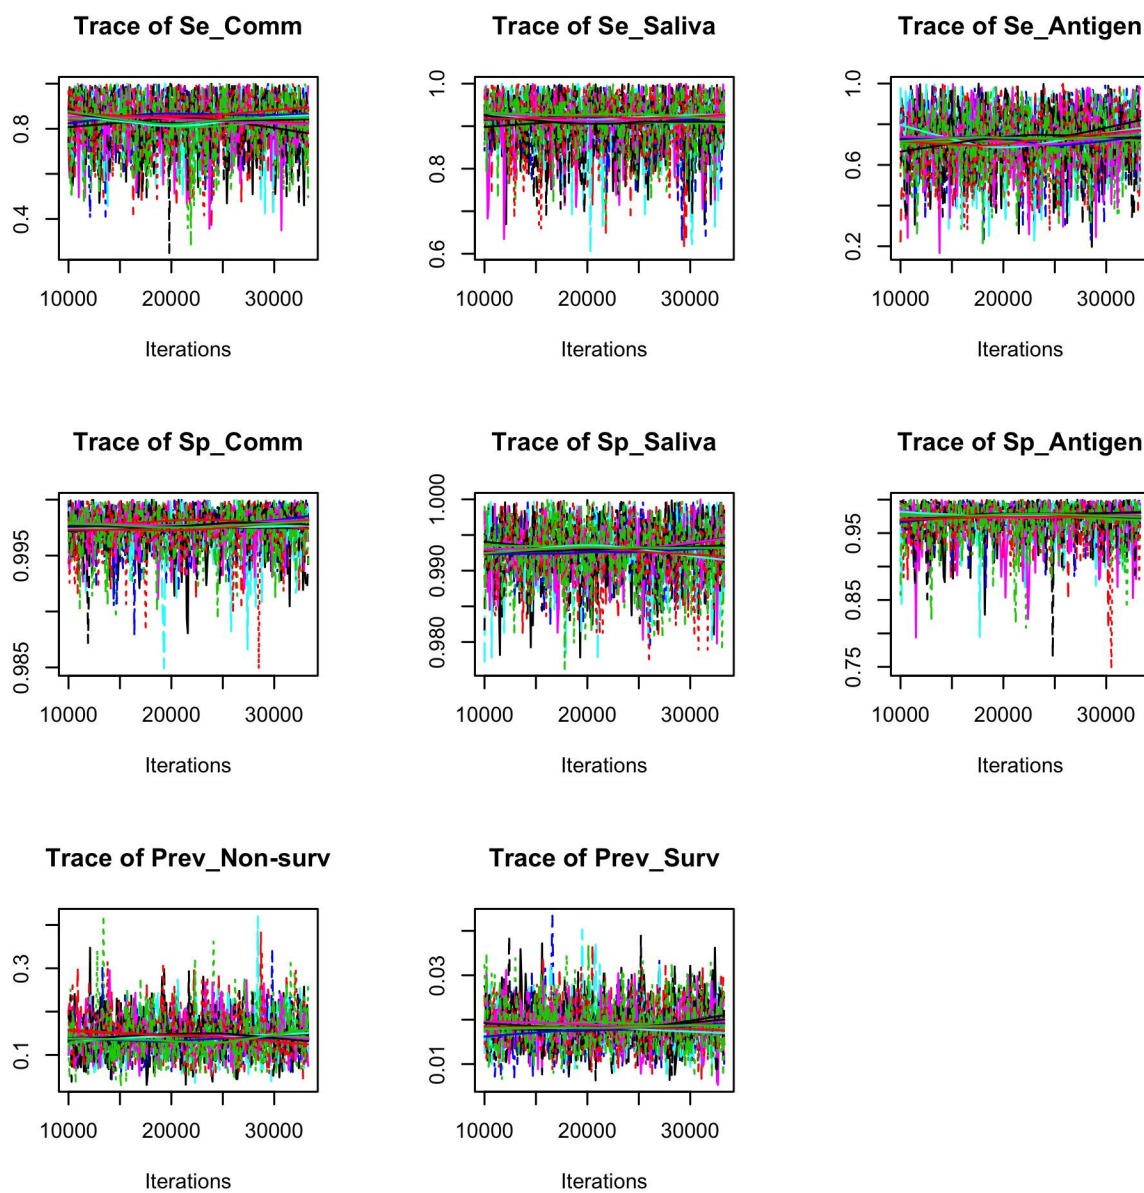 Trace of Se_Comm
0.8
0.4
10000 20000 30000
Iterations
Trace of Se_Saliva
1.0
0.8
0.6
10000 20000 30000
Iterations
Trace of Se_Antigen
1.0
0.6
0.2
10000 20000 30000
Iterations
Trace of Sp_Comm
0.995
0.985
10000 20000 30000
Iterations
Trace of Sp_Saliva
1.000
0.990
0.980
10000 20000 30000
Iterations
Trace of Sp_Antigen
0.95
0.85
0.75
10000 20000 30000
Iterations
Trace of Prev_Non-surv
0.3
0.1
10000 20000 30000
Iterations
Trace of Prev_Surv
0.03
0.01
10000 20000 30000
Iterations